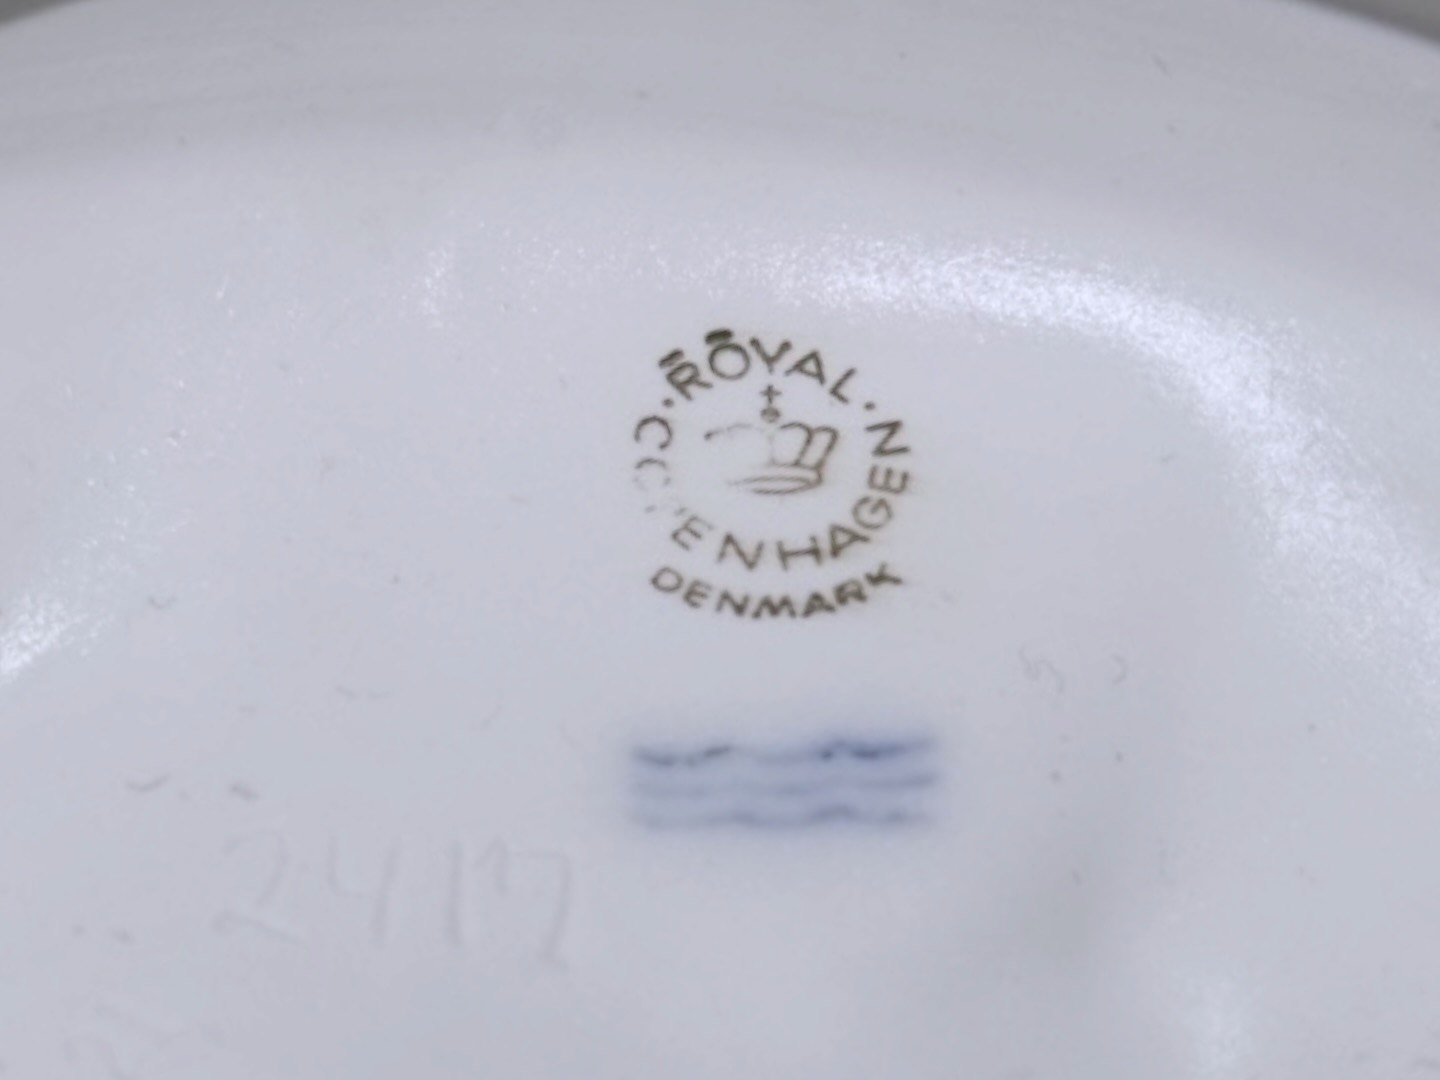 ROYAL
COPENHAGEN
DENMARK
2417